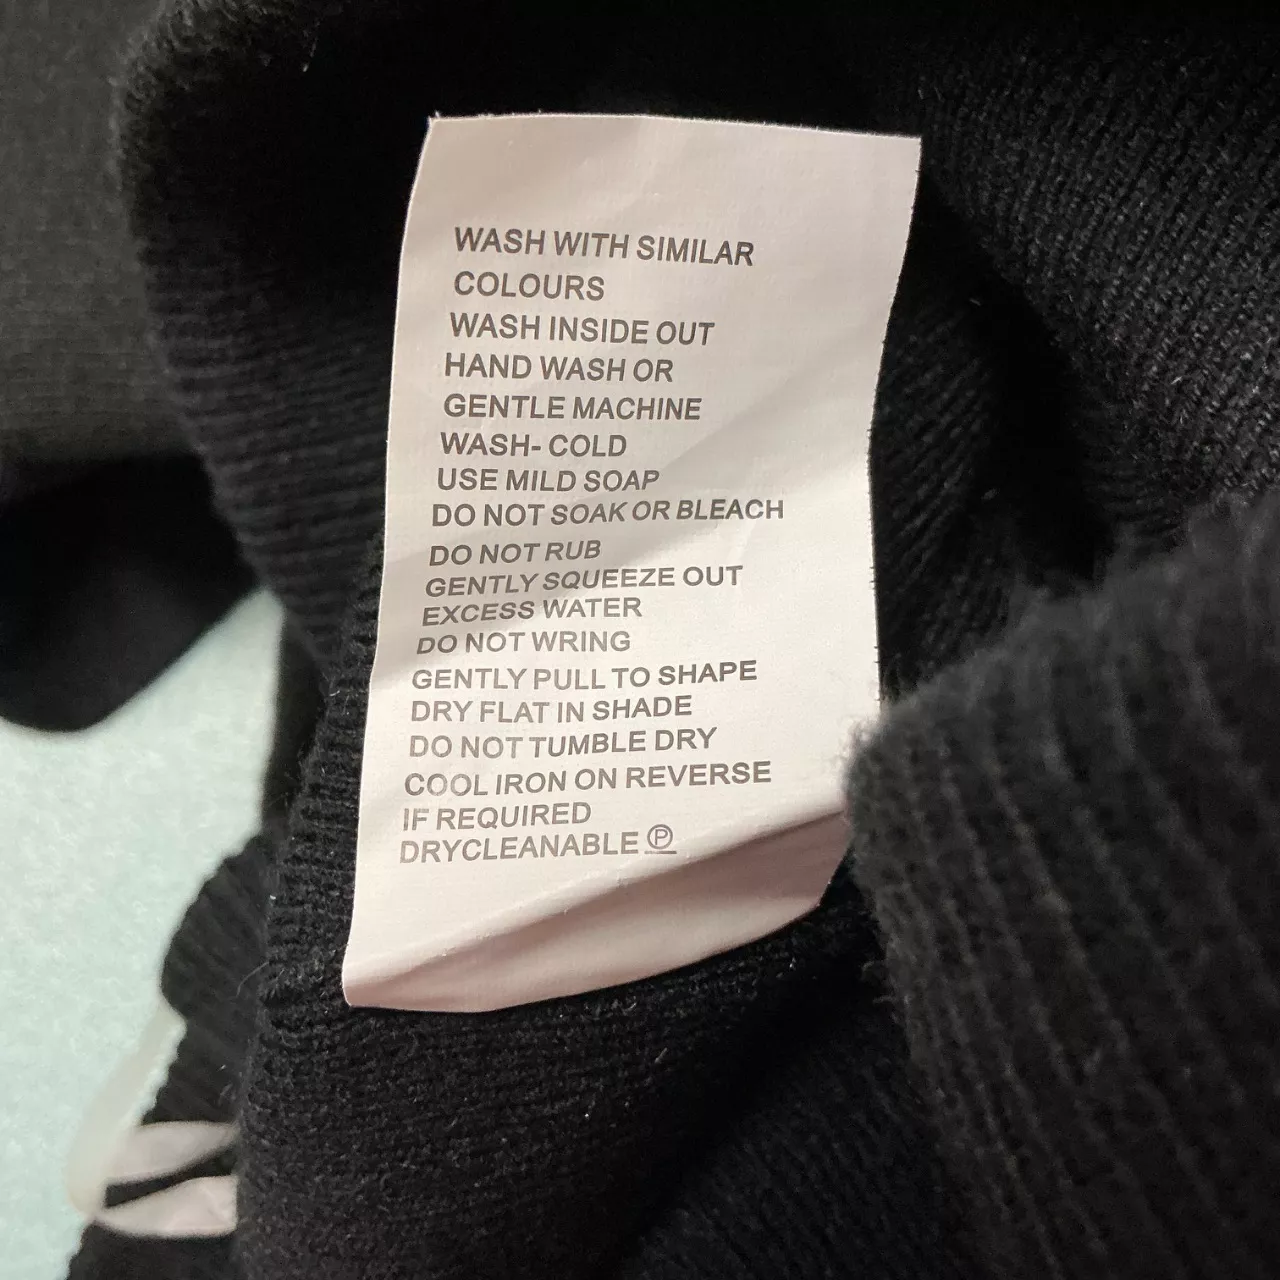 WASH WITH SIMILAR
COLOURS
WASH INSIDE OUT
HAND WASH OR
GENTLE MACHINE
WASH- COLD
USE MILD SOAP
DO NOT SOAK OR BLEACH
DO NOT RUB
GENTLY SQUEEZE OUT
EXCESS WATER
DO NOT WRING
GENTLY PULL TO SHAPE
DRY FLAT IN SHADE
DO NOT TUMBLE DRY
COOL IRON ON REVERSE
IF REQUIRED
DRYCLEANABLE Ⓟ